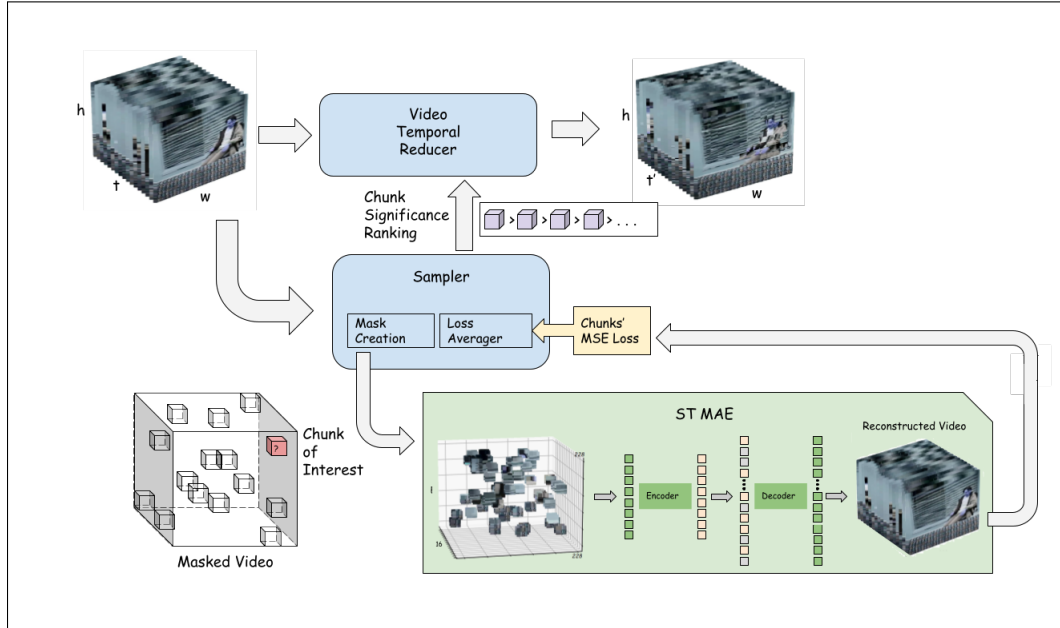 h
t
w
Video
Temporal
Reducer
h
t'
w
Chunk
Significance
Ranking
> > > > . . .
Sampler
Mask
Creation
Loss
Averager
Chunks'
MSE Loss
Chunk
of
Interest
?
Masked Video
ST MAE
228
1
16
228
Encoder
Decoder
Reconstructed Video